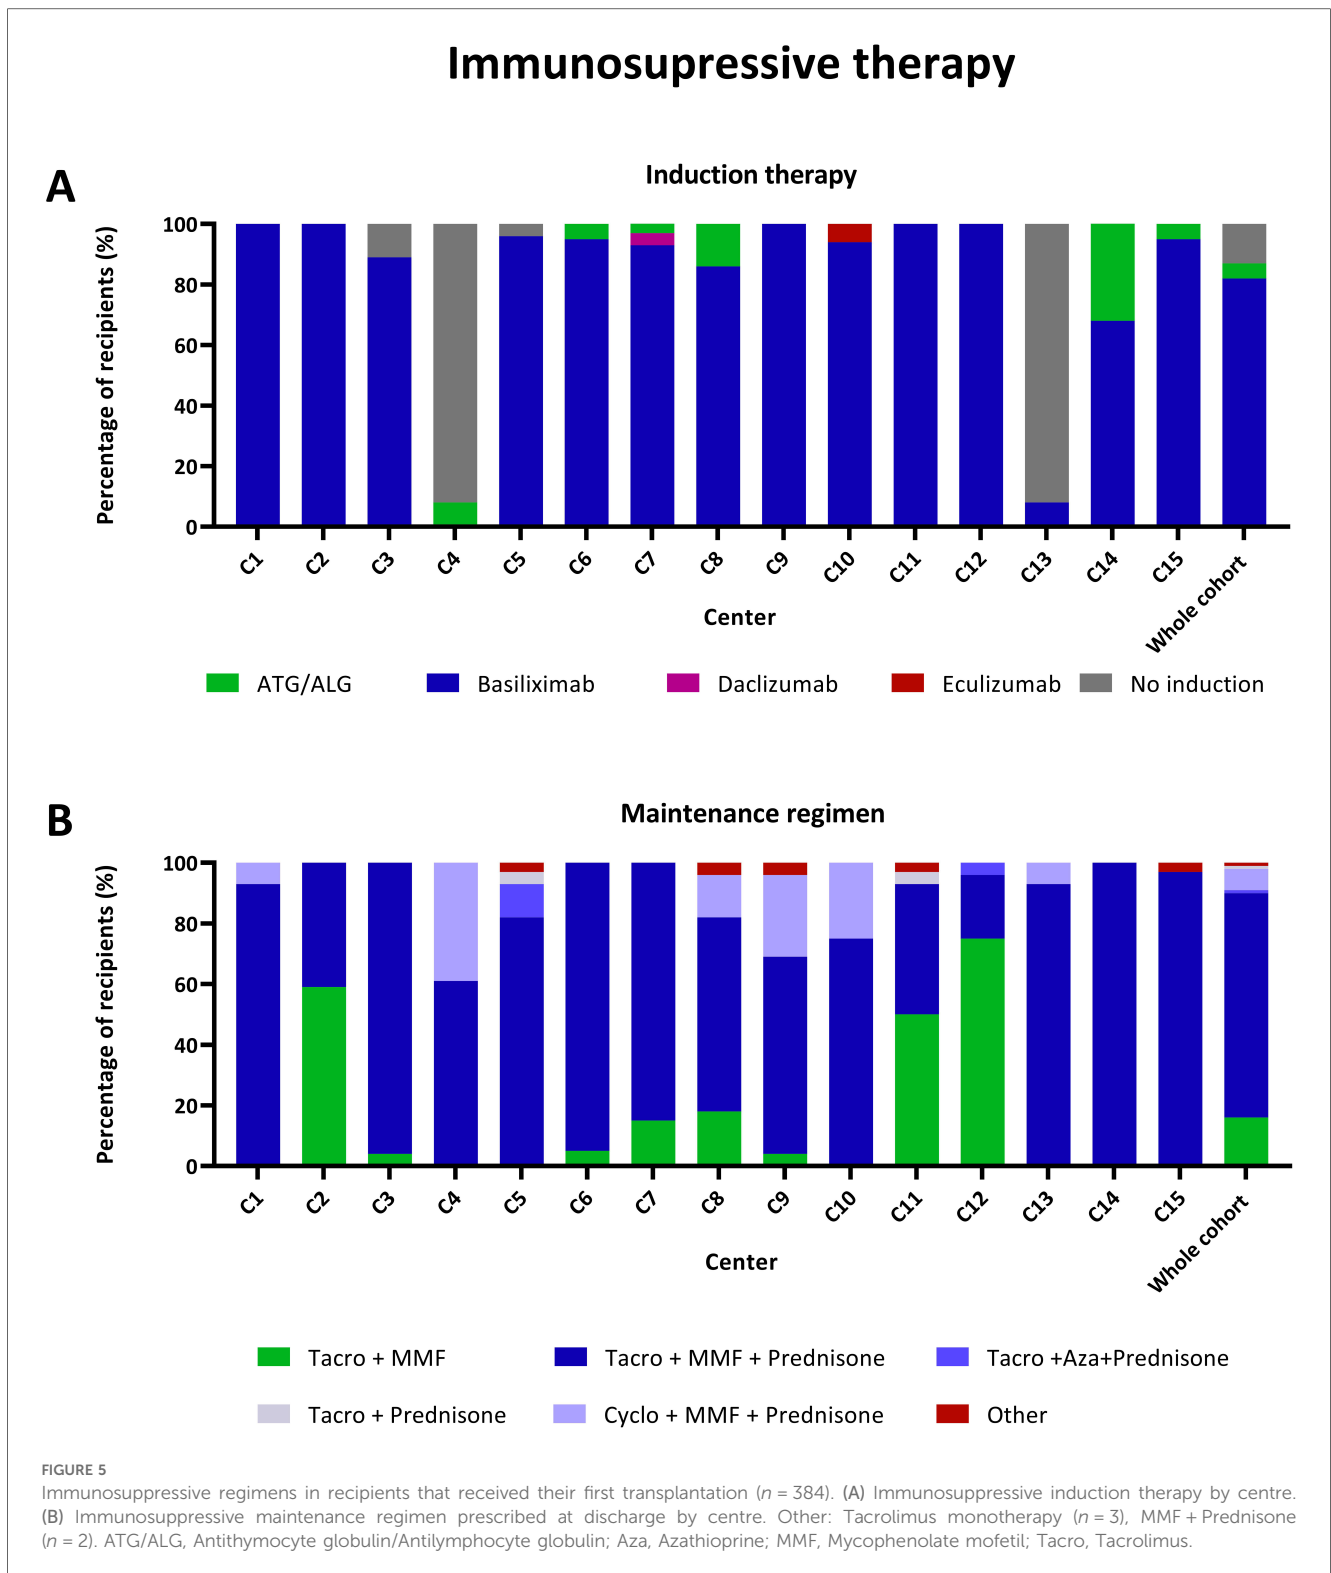 Immunosupressive therapy
A
Induction therapy
Percentage of recipients (%)
100
80
60
40
20
0
C1
C2
C3
C4
C5
C6
C7
C8
C9
C10
C11
C12
C13
C14
C15
Whole cohort
Center
ATG/ALG
Basiliximab
Daclizumab
Eculizumab
No induction
B
Maintenance regimen
Percentage of recipients (%)
100
80
60
40
20
0
C1
C2
C3
C4
C5
C6
C7
C8
C9
C10
C11
C12
C13
C14
C15
Whole cohort
Center
Tacro + MMF
Tacro + MMF + Prednisone
Tacro +Aza+Prednisone
Tacro + Prednisone
Cyclo + MMF + Prednisone
Other
FIGURE 5
Immunosuppressive regimens in recipients that received their first transplantation (n = 384). (A) Immunosuppressive induction therapy by centre.
(B) Immunosuppressive maintenance regimen prescribed at discharge by centre. Other: Tacrolimus monotherapy (n = 3), MMF + Prednisone
(n = 2). ATG/ALG, Antithymocyte globulin/Antilymphocyte globulin; Aza, Azathioprine; MMF, Mycophenolate mofetil; Tacro, Tacrolimus.